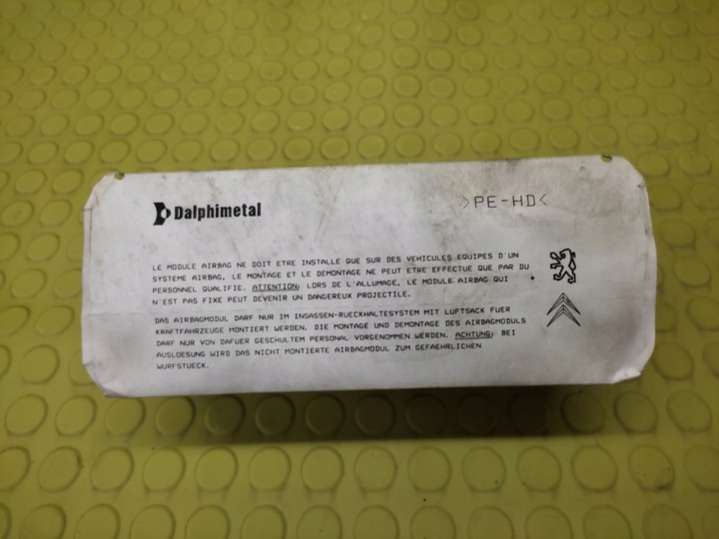 Dalphimetal
>PE-HD<
LE MODULE AIRBAG NE DOIT ETRE INSTALLE QUE SUR DES VEHICULES EQUIPES D'UN
SYSTEME AIRBAG, LE MONTAGE ET LE DEMONTAGE NE PEUT ETRE EFFECTUE QUE PAR DU
PERSONNEL QUALIFIE. ATTENTION: LORS DE L'ALLUMAGE, LE MODULE AIRBAG QUI
N'EST PAS FIXE PEUT DEVENIR UN DANGEREUX PROJECTILE.
DAS AIRBAGMODUL DARF NUR IM INSASSEN-RUECKHALTESYSTEM MIT LUFTSACK FUER
KRAFTFAHRZEUGE MONTIERT WERDEN. DIE MONTAGE UND DEMONTAGE DES AIRBAGMODULS
DARF NUR VON DAFUER GESCHULTEM PERSONAL VORGENOMMEN WERDEN. ACHTUNG: BEI
AUSLOESUNG WIRD DAS NICHT MONTIERTE AIRBAGMODUL ZUM GEFAEHRLICHEN
WURFSTUECK.